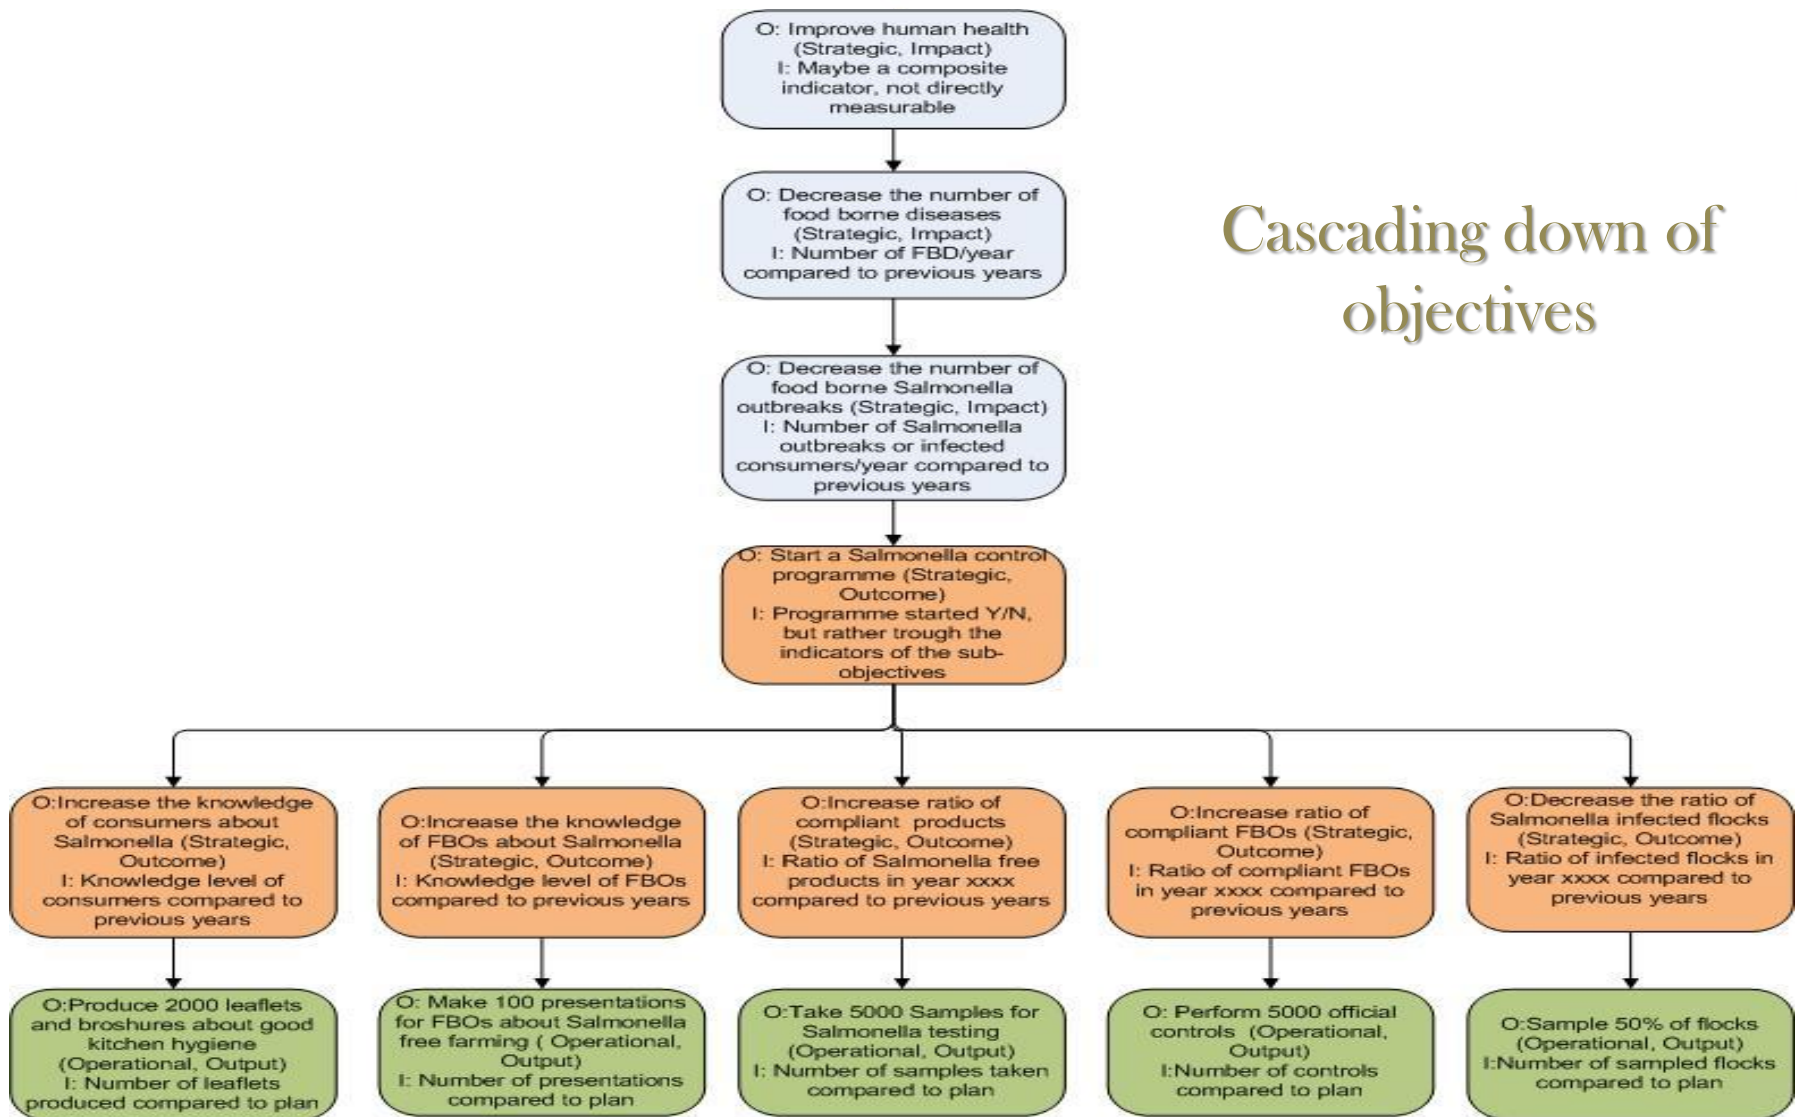 O: Improve human health
(Strategic, Impact)
I: Maybe a composite
indicator, not directly
measurable
O: Decrease the number of
food borne diseases
(Strategic, Impact)
I: Number of FBD/year
compared to previous years
Cascading down of
objectives
O: Decrease the number of
food borne Salmonella
outbreaks (Strategic, Impact)
I: Number of Salmonella
outbreaks or infected
consumers/year compared to
previous years
O: Start a Salmonella control
programme (Strategic,
Outcome)
I: Programme started Y/N,
but rather trough the
indicators of the sub-
objectives
O:Increase the knowledge
of consumers about
Salmonella (Strategic,
Outcome)
I: Knowledge level of
consumers compared to
previous years
O:Increase the knowledge
of FBOs about Salmonella
(Strategic, Outcome)
I: Knowledge level of FBOs
compared to previous years
O:Increase ratio of
compliant products
(Strategic, Outcome)
I: Ratio of Salmonella free
products in year xxxx
compared to previous years
O:Increase ratio of
compliant FBOs (Strategic,
Outcome)
I: Ratio of compliant FBOs
in year xxxx compared to
previous years
O:Decrease the ratio of
Salmonella infected flocks
(Strategic, Outcome)
I: Ratio of infected flocks in
year xxxx compared to
previous years
O:Produce 2000 leaflets
and broshures about good
kitchen hygiene
(Operational, Output)
I: Number of leaflets
produced compared to plan
O: Make 100 presentations
for FBOs about Salmonella
free farming ( Operational,
Output)
I: Number of presentations
compared to plan
O:Take 5000 Samples for
Salmonella testing
(Operational, Output)
I: Number of samples taken
compared to plan
O: Perform 5000 official
controls (Operational,
Output)
I:Number of controls
compared to plan
O:Sample 50% of flocks
(Operational, Output)
I:Number of sampled flocks
compared to plan